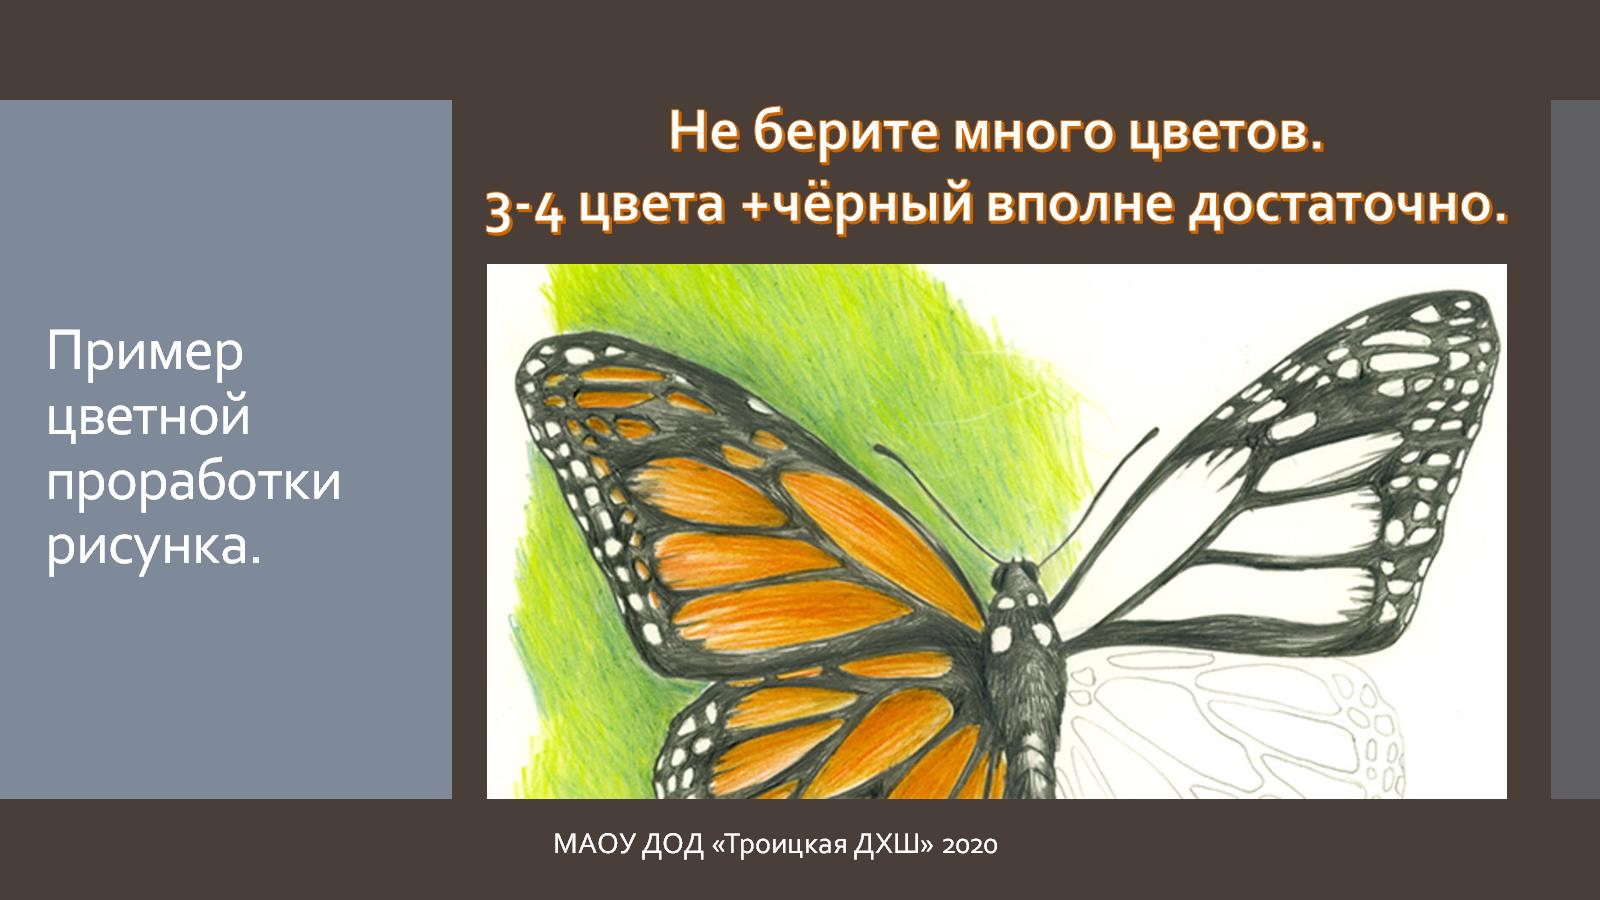 Не берите много цветов.
3-4 цвета +чёрный вполне достаточно.
Пример
цветной
проработки
рисунка.
МАОУ ДОД «Троицкая ДХШ» 2020